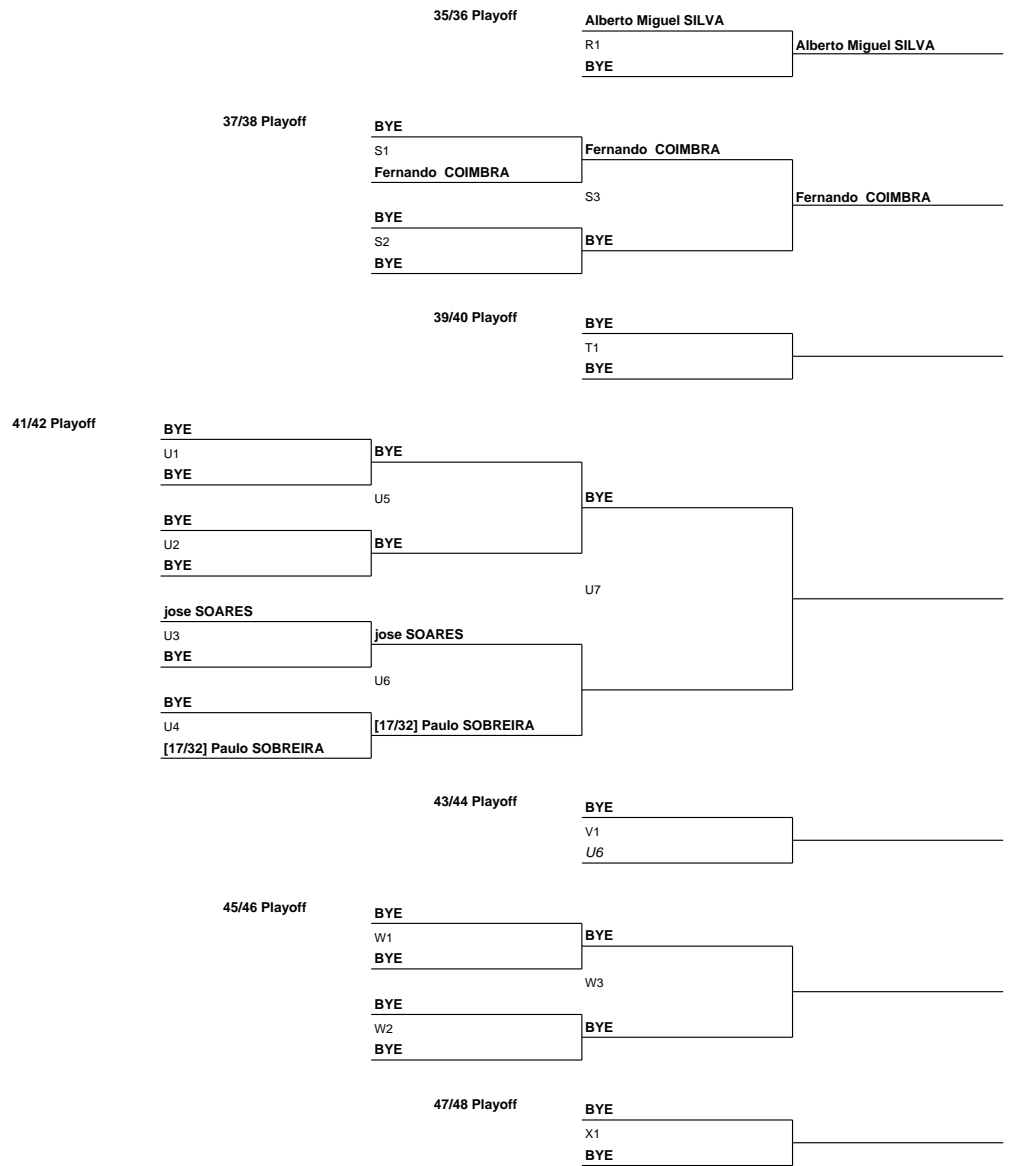 35/36 Playoff
Alberto Miguel SILVA
R1
Alberto Miguel SILVA
BYE
37/38 Playoff
BYE
S1
Fernando  COIMBRA
Fernando  COIMBRA
S3
Fernando  COIMBRA
BYE
S2
BYE
BYE
39/40 Playoff
BYE
T1
BYE
41/42 Playoff
BYE
U1
BYE
BYE
U5
BYE
BYE
U2
BYE
BYE
U7
jose SOARES
U3
jose SOARES
BYE
U6
BYE
U4
[17/32] Paulo SOBREIRA
[17/32] Paulo SOBREIRA
43/44 Playoff
BYE
V1
U6
45/46 Playoff
BYE
W1
BYE
BYE
W3
BYE
W2
BYE
BYE
47/48 Playoff
BYE
X1
BYE